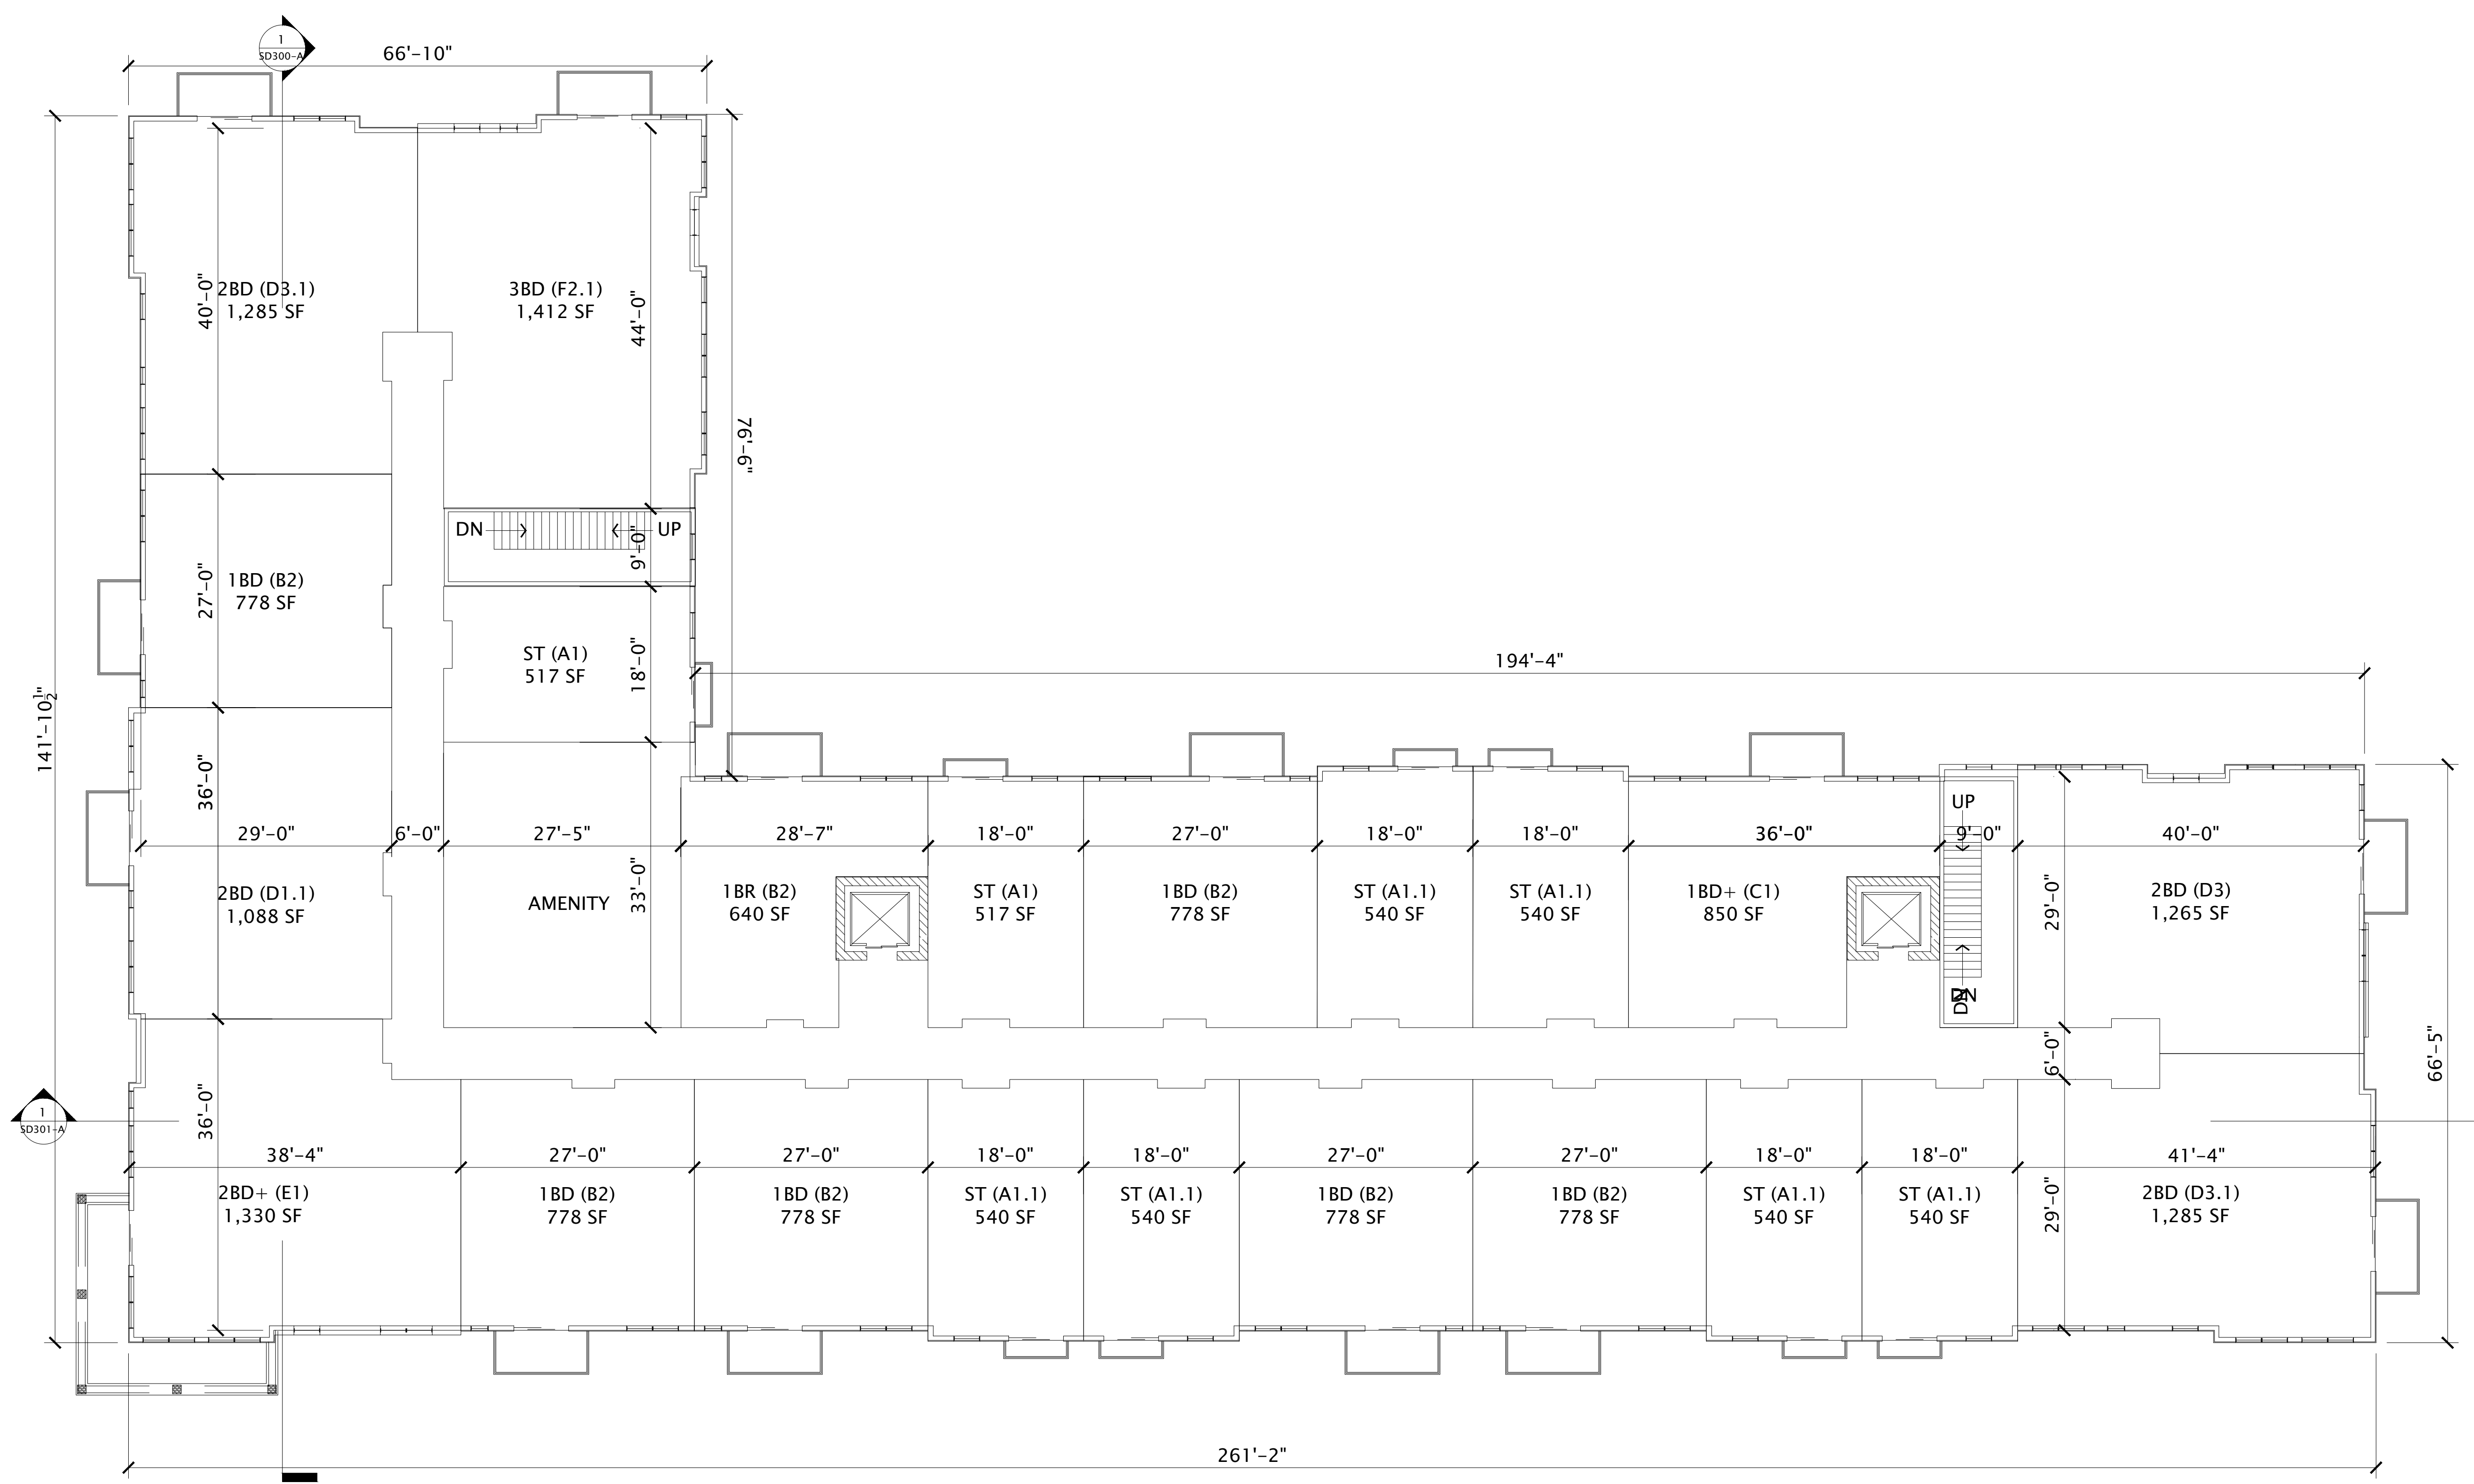 1
SD300-A
66'-10"
2BD (D3.1)
1,285 SF
40'-0"
3BD (F2.1)
1,412 SF
44'-0"
76'-6"
DN
UP
9'-0"
1BD (B2)
778 SF
27'-0"
ST (A1)
517 SF
18'-0"
194'-4"
141'-10 1/2"
36'-0"
29'-0"
6'-0"
27'-5"
28'-7"
18'-0"
27'-0"
18'-0"
18'-0"
36'-0"
UP
9'-0"
40'-0"
2BD (D1.1)
1,088 SF
AMENITY
33'-0"
1BR (B2)
640 SF
ST (A1)
517 SF
1BD (B2)
778 SF
ST (A1.1)
540 SF
ST (A1.1)
540 SF
1BD+ (C1)
850 SF
29'-0"
2BD (D3)
1,265 SF
DN
DN
6'-0"
66'-5"
1
SD301-A
36'-0"
38'-4"
27'-0"
27'-0"
18'-0"
18'-0"
27'-0"
27'-0"
18'-0"
18'-0"
41'-4"
2BD+ (E1)
1,330 SF
1BD (B2)
778 SF
1BD (B2)
778 SF
ST (A1.1)
540 SF
ST (A1.1)
540 SF
1BD (B2)
778 SF
1BD (B2)
778 SF
ST (A1.1)
540 SF
ST (A1.1)
540 SF
29'-0"
2BD (D3.1)
1,285 SF
261'-2"